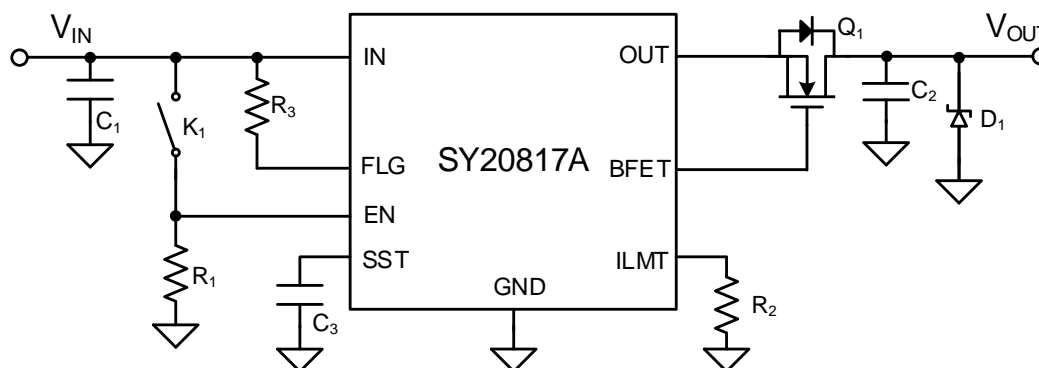 VIN
IN
OUT
Q1
VOUT
C1
K1
R3
C2
D1
FLG
SY20817A
BFET
EN
R1
SST
ILMT
C3
GND
R2